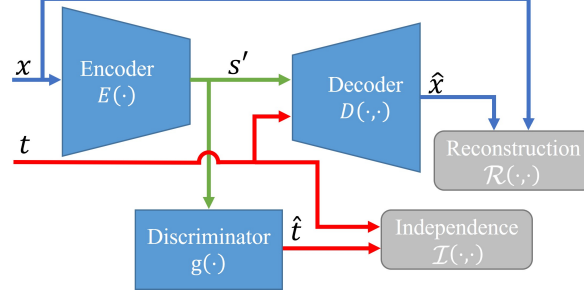 x
Encoder
E(·)
s′
Decoder
D(·,·)
x̂
t
Reconstruction
ℛ(·,·)
Discriminator
g(·)
t̂
Independence
ℐ(·,·)